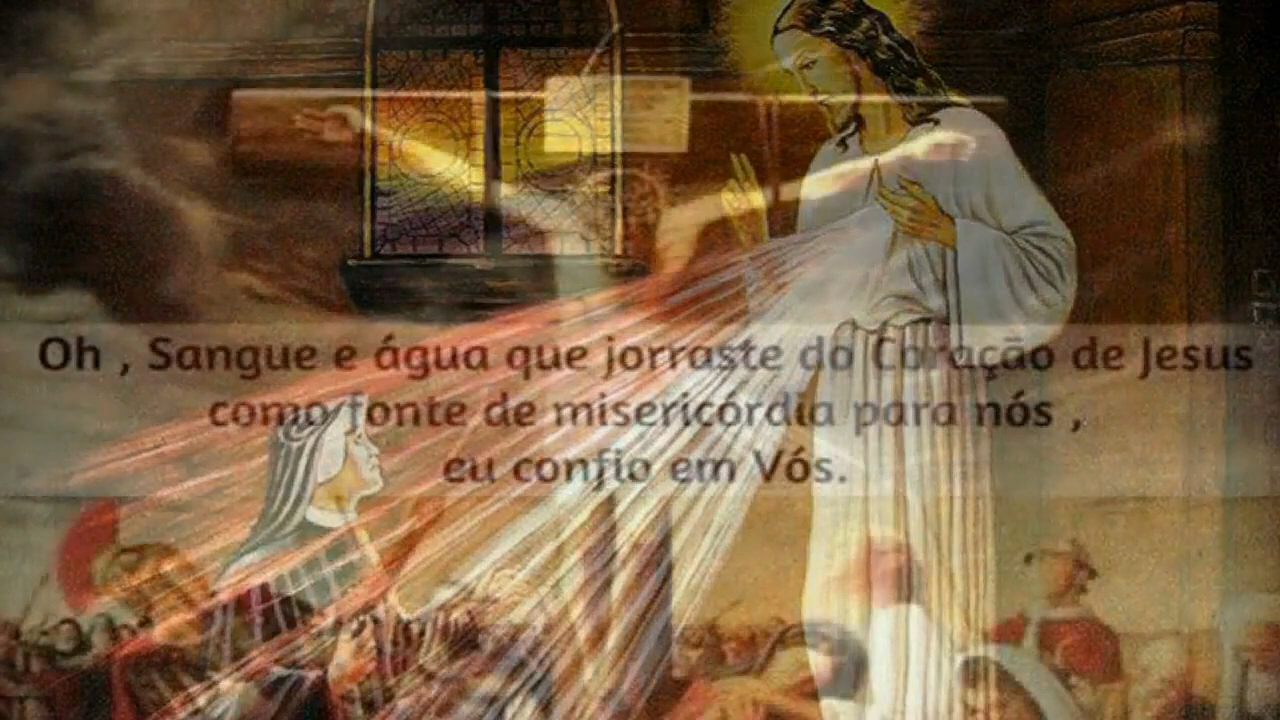 Oh , Sangue e água que jorraste do Coração de Jesus
como fonte de misericórdia para nós ,
eu confio em Vós.